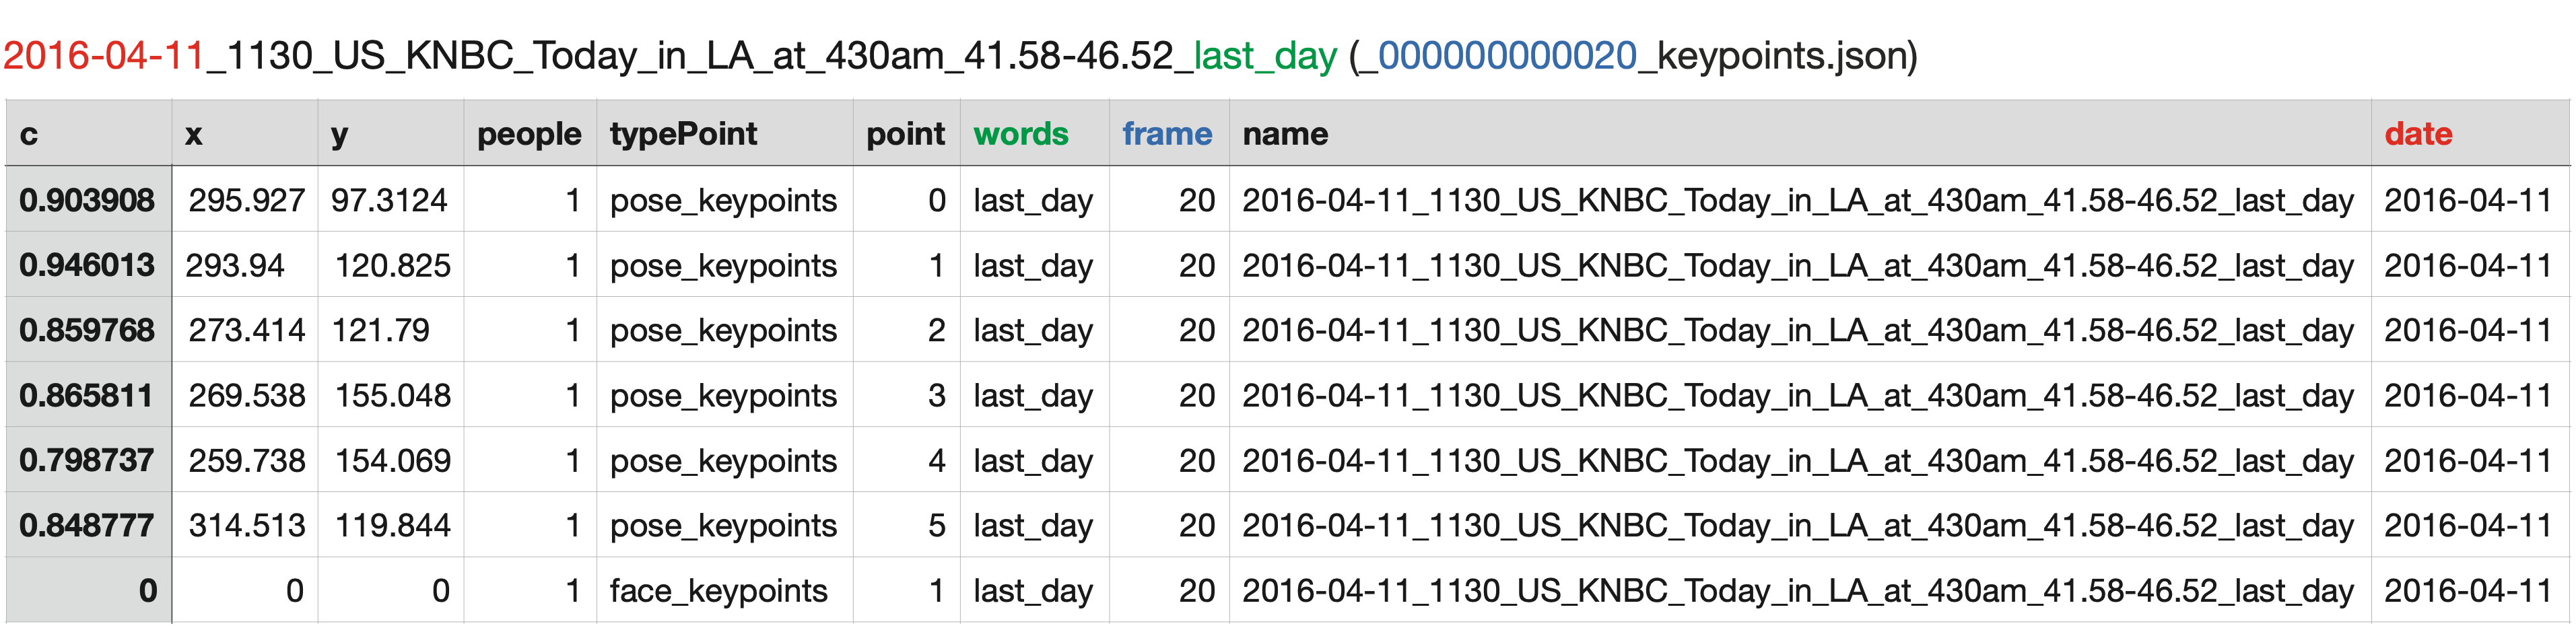 2016-04-11_1130_US_KNBC_Today_in_LA_at_430am_41.58-46.52_last_day (_000000000020_keypoints.json)
c x y people typePoint point words frame name date
0.903908 295.927 97.3124 1 pose_keypoints 0 last_day 20 2016-04-11_1130_US_KNBC_Today_in_LA_at_430am_41.58-46.52_last_day 2016-04-11
0.946013 293.94 120.825 1 pose_keypoints 1 last_day 20 2016-04-11_1130_US_KNBC_Today_in_LA_at_430am_41.58-46.52_last_day 2016-04-11
0.859768 273.414 121.79 1 pose_keypoints 2 last_day 20 2016-04-11_1130_US_KNBC_Today_in_LA_at_430am_41.58-46.52_last_day 2016-04-11
0.865811 269.538 155.048 1 pose_keypoints 3 last_day 20 2016-04-11_1130_US_KNBC_Today_in_LA_at_430am_41.58-46.52_last_day 2016-04-11
0.798737 259.738 154.069 1 pose_keypoints 4 last_day 20 2016-04-11_1130_US_KNBC_Today_in_LA_at_430am_41.58-46.52_last_day 2016-04-11
0.848777 314.513 119.844 1 pose_keypoints 5 last_day 20 2016-04-11_1130_US_KNBC_Today_in_LA_at_430am_41.58-46.52_last_day 2016-04-11
0 0 0 1 face_keypoints 1 last_day 20 2016-04-11_1130_US_KNBC_Today_in_LA_at_430am_41.58-46.52_last_day 2016-04-11